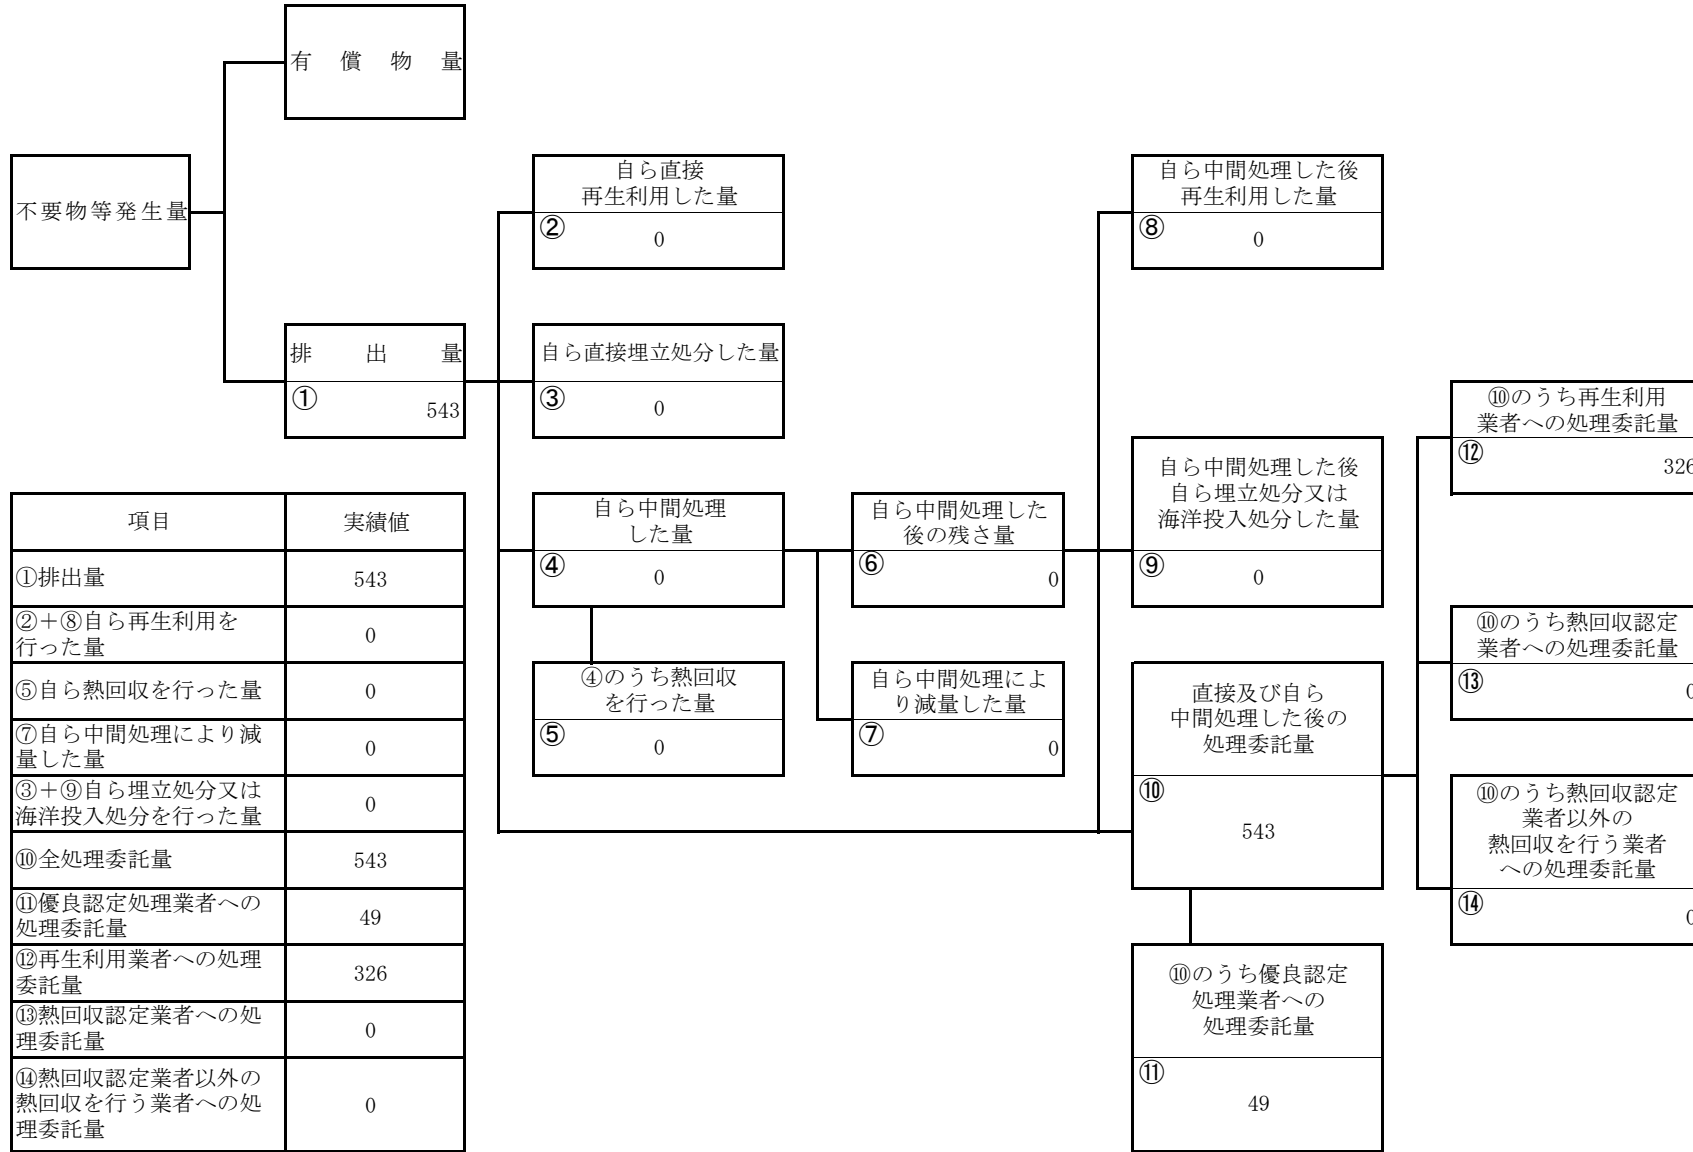 有償物量
不要物等発生量
自ら直接
再生利用した量
②
0
自ら中間処理した後
再生利用した量
⑧
0
排出量
①
543
自ら直接埋立処分した量
③
0
⑩のうち再生利用
業者への処理委託量
⑫
326
自ら中間処理した後
自ら埋立処分又は
海洋投入処分した量
⑨
0
自ら中間処理
した量
④
0
自ら中間処理した
後の残さ量
⑥
0
⑩のうち熱回収認定
業者への処理委託量
⑬
0
④のうち熱回収
を行った量
⑤
0
自ら中間処理によ
り減量した量
⑦
0
直接及び自ら
中間処理した後の
処理委託量
⑩
543
⑩のうち熱回収認定
業者以外の
熱回収を行う業者
への処理委託量
⑭
0
⑩のうち優良認定
処理業者への
処理委託量
⑪
49
項目 実績値
①排出量 543
②+⑧自ら再生利用を
行った量 0
⑤自ら熱回収を行った量 0
⑦自ら中間処理により減
量した量 0
③+⑨自ら埋立処分又は
海洋投入処分を行った量 0
⑩全処理委託量 543
⑪優良認定処理業者への
処理委託量 49
⑫再生利用業者への処理
委託量 326
⑬熱回収認定業者への処
理委託量 0
⑭熱回収認定業者以外の
熱回収を行う業者への処
理委託量 0